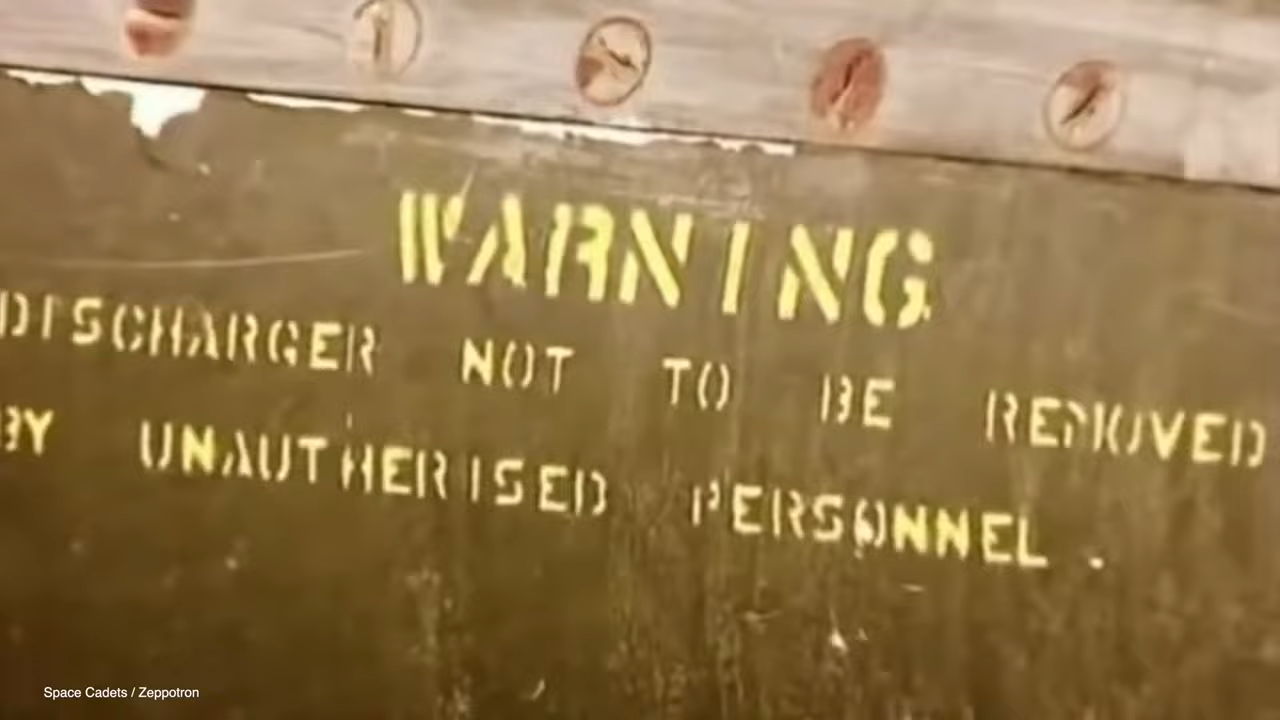 WARNING
DISCHARGER NOT TO BE REMOVED
BY UNAUTHERISED PERSONNEL.
Space Cadets / Zeppotron